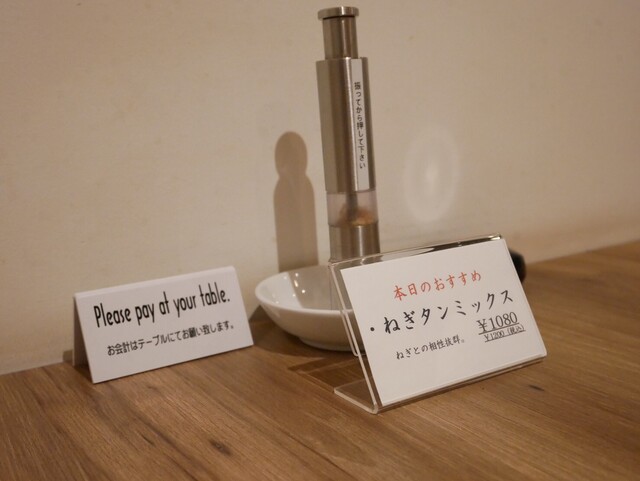 振ってから押して下さい
Please pay at your table.
お会計はテーブルにてお願い致します。
本日のおすすめ
・ねぎタンミックス
¥1080
¥1200(税込)
ねぎとの相性抜群。